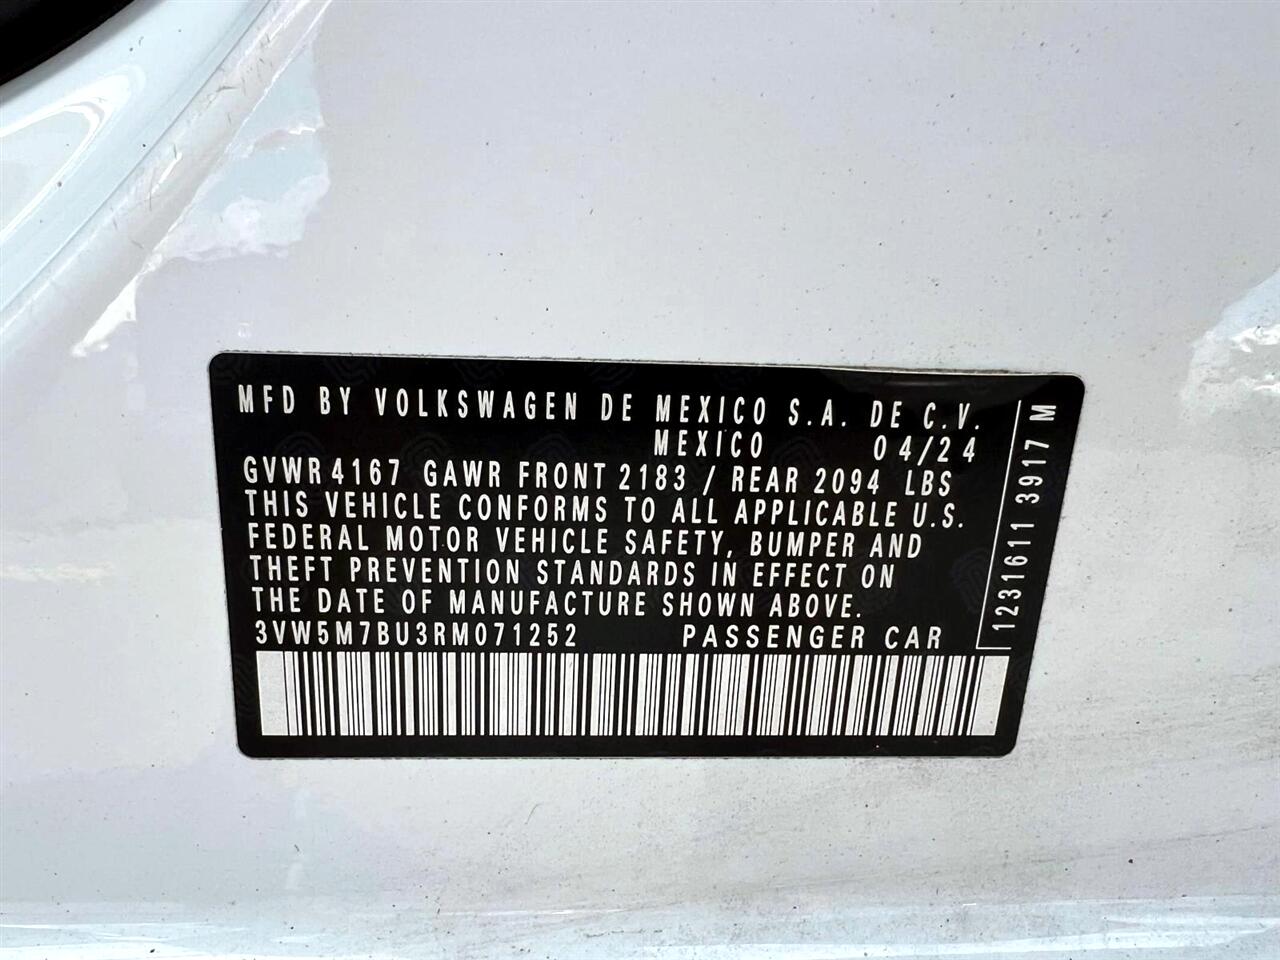 MFD BY VOLKSWAGEN DE MEXICO S.A. DE C.V.
MEXICO 04/24
GVWR 4167 GAWR FRONT 2183 / REAR 2094 LBS
THIS VEHICLE CONFORMS TO ALL APPLICABLE U.S.
FEDERAL MOTOR VEHICLE SAFETY, BUMPER AND
THEFT PREVENTION STANDARDS IN EFFECT ON
THE DATE OF MANUFACTURE SHOWN ABOVE.
3VW5M7BU3RM071252 PASSENGER CAR
1231611 3917 M